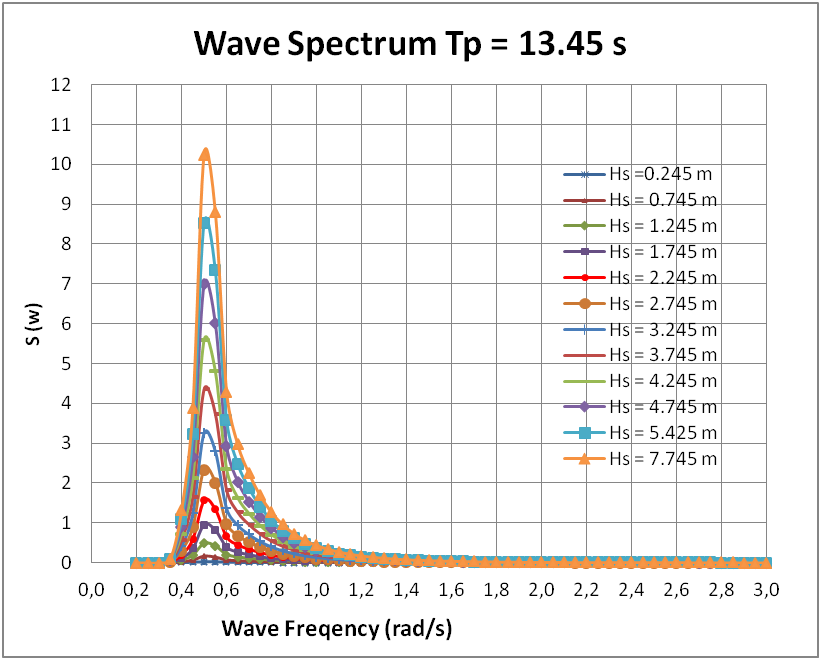 Wave Spectrum Tp = 13.45 s
12
11
10
9
8
7
6
5
4
3
2
1
0
S (w)
Hs =0.245 m
Hs = 0.745 m
Hs = 1.245 m
Hs = 1.745 m
Hs = 2.245 m
Hs = 2.745 m
Hs = 3.245 m
Hs = 3.745 m
Hs = 4.245 m
Hs = 4.745 m
Hs = 5.425 m
Hs = 7.745 m
0,0 0,2 0,4 0,6 0,8 1,0 1,2 1,4 1,6 1,8 2,0 2,2 2,4 2,6 2,8 3,0
Wave Freqency (rad/s)